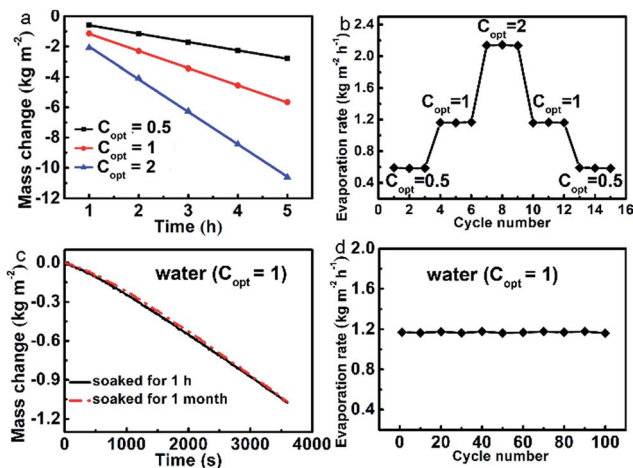 a
0
-2
-4
-6
-8
-10
-12
Mass change (kg m⁻²)
C_opt = 0.5
C_opt = 1
C_opt = 2
1 2 3 4 5
Time (h)
b
2.4
1.8
1.2
0.6
Evaporation rate (kg m⁻² h⁻¹)
C_opt = 2
C_opt=1
C_opt=1
C_opt=0.5
C_opt=0.5
0 2 4 6 8 10 12 14 16
Cycle number
c
0.0
-0.3
-0.6
-0.9
-1.2
Mass change (kg m⁻²)
water (C_opt = 1)
soaked for 1 h
soaked for 1 month
0 1000 2000 3000 4000
Time (s)
d
2.0
1.6
1.2
0.8
0.4
Evaporation rate (kg m⁻² h⁻¹)
water (C_opt = 1)
0 20 40 60 80 100
Cycle number